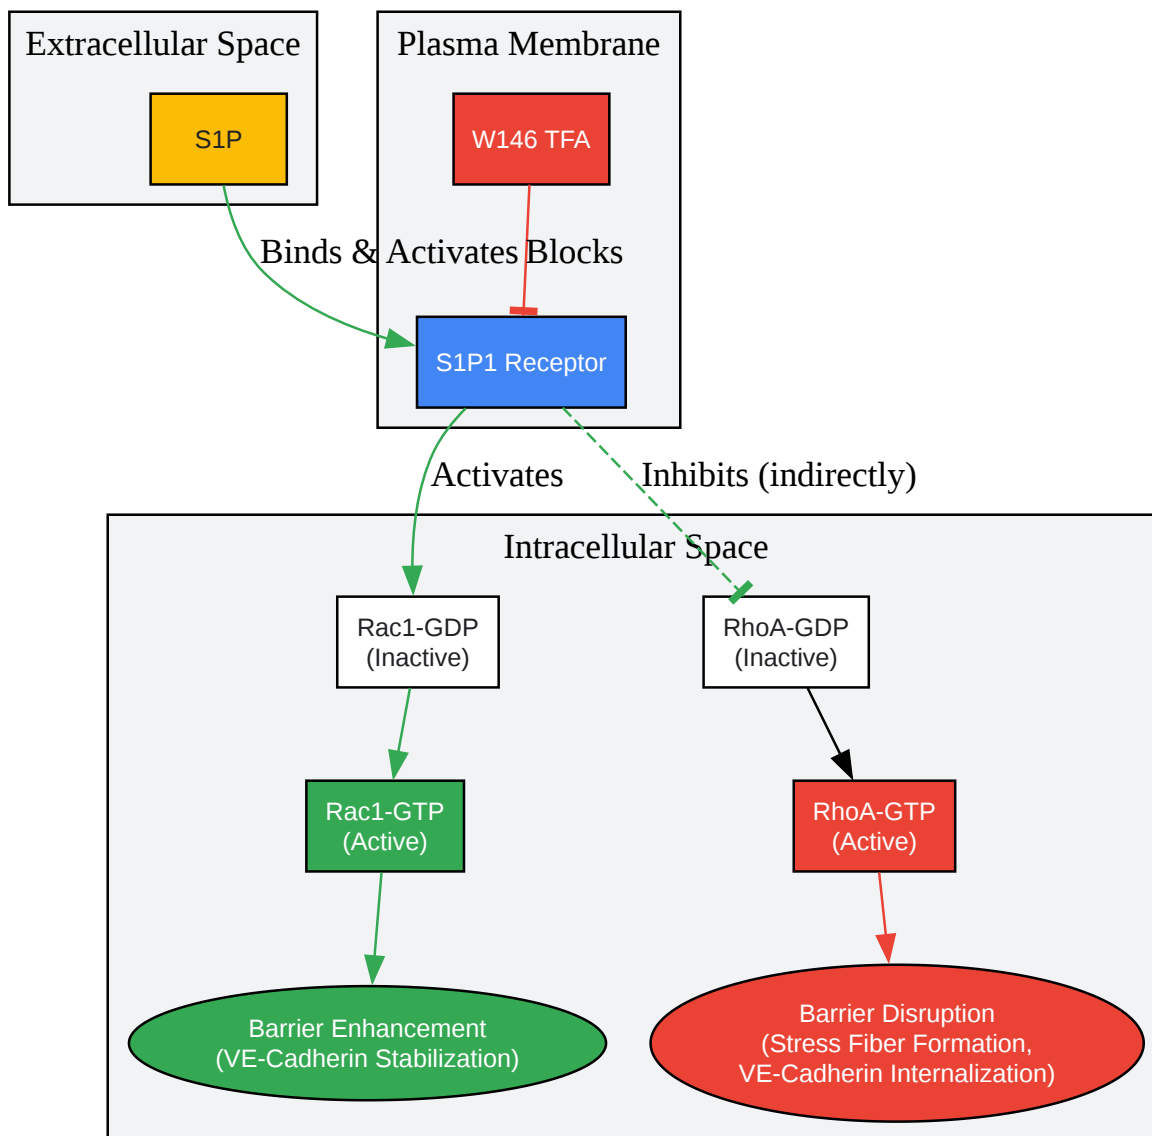 Extracellular Space
Plasma Membrane
S1P
W146 TFA
Binds & Activates
Blocks
S1P1 Receptor
Activates
Inhibits (indirectly)
Intracellular Space
Rac1-GDP
(Inactive)
RhoA-GDP
(Inactive)
Rac1-GTP
(Active)
RhoA-GTP
(Active)
Barrier Enhancement
(VE-Cadherin Stabilization)
Barrier Disruption
(Stress Fiber Formation,
VE-Cadherin Internalization)